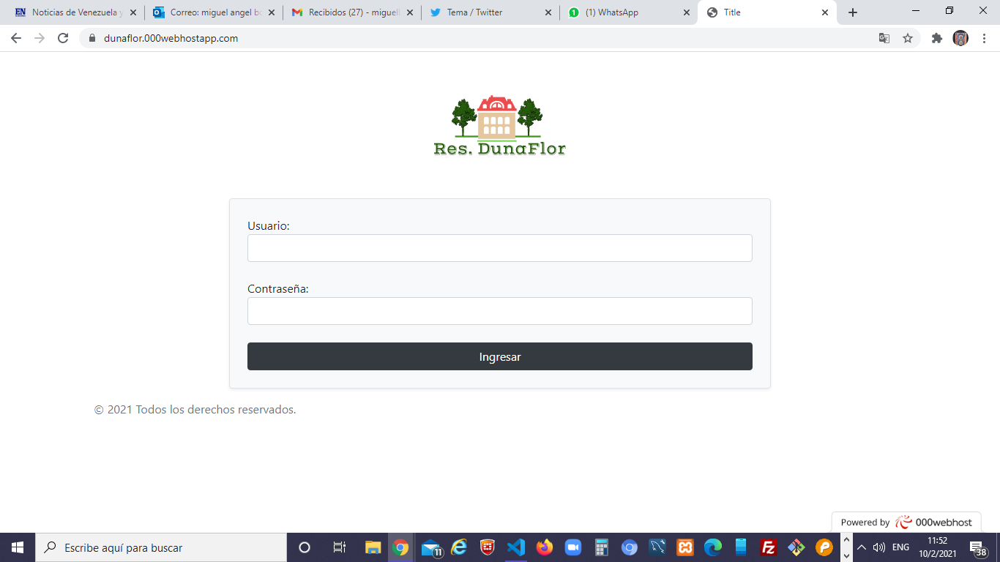 EN Noticias de Venezuela y
Correo: miguel angel bo
Recibidos (27) - miguell
Tema / Twitter
1 (1) WhatsApp
Title
dunaflor.000webhostapp.com
Res. DunaFlor
Usuario:
Contraseña:
Ingresar
© 2021 Todos los derechos reservados.
Powered by 000webhost
Escribe aquí para buscar
11
ENG
11:52
10/2/2021
38